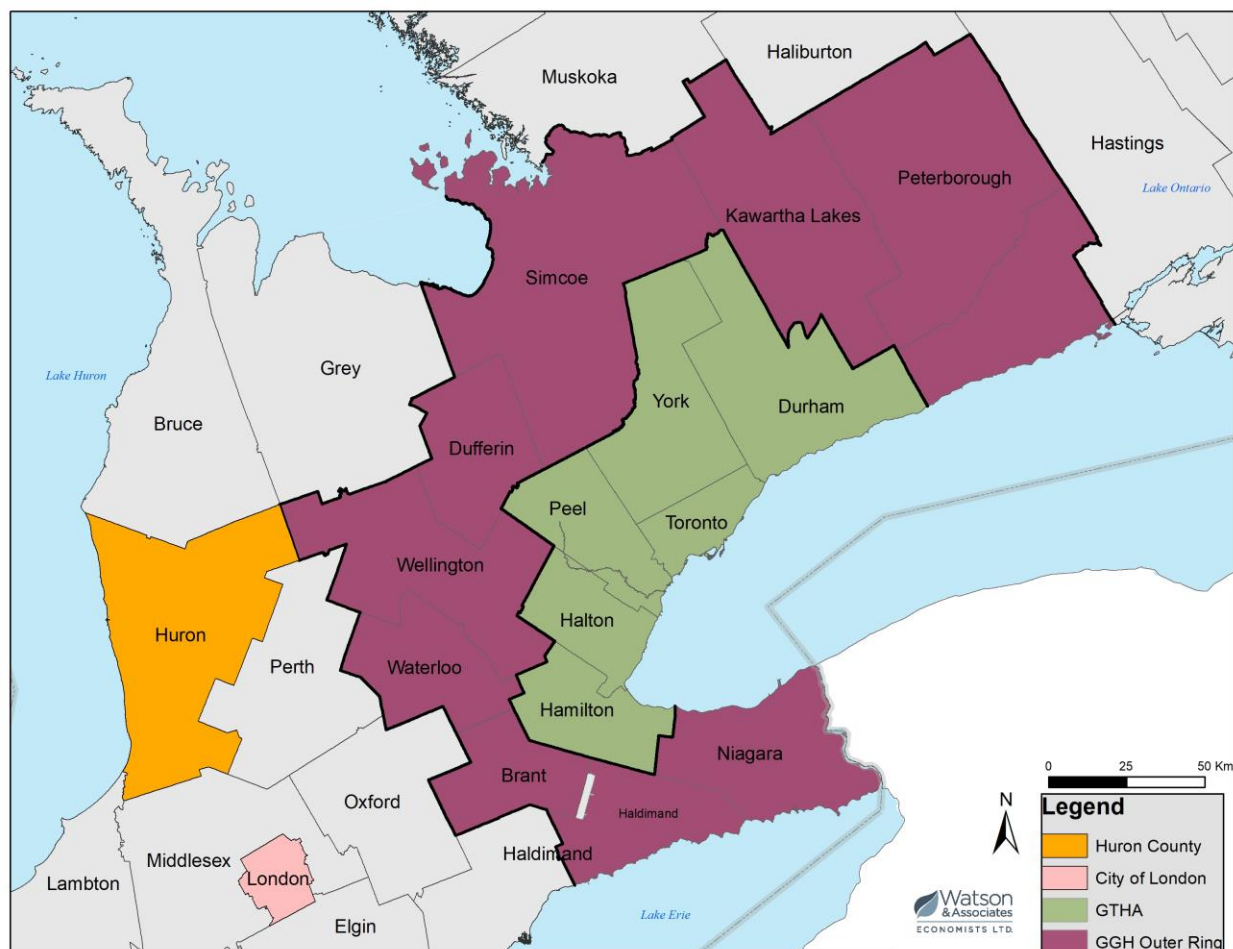 Haliburton
Muskoka
Hastings
Lake Ontario
Peterborough
Kawartha Lakes
Simcoe
Grey
Lake Huron
York
Durham
Bruce
Dufferin
Peel
Toronto
Wellington
Halton
Huron
Perth
Waterloo
Hamilton
Niagara
Brant
Oxford
Haldimand
Haldimand
Middlesex
London
Lambton
Elgin
Lake Erie
0 25 50 Km
N
Legend
Huron County
City of London
GTHA
GGH Outer Ring
Watson
& Associates
ECONOMISTS LTD.